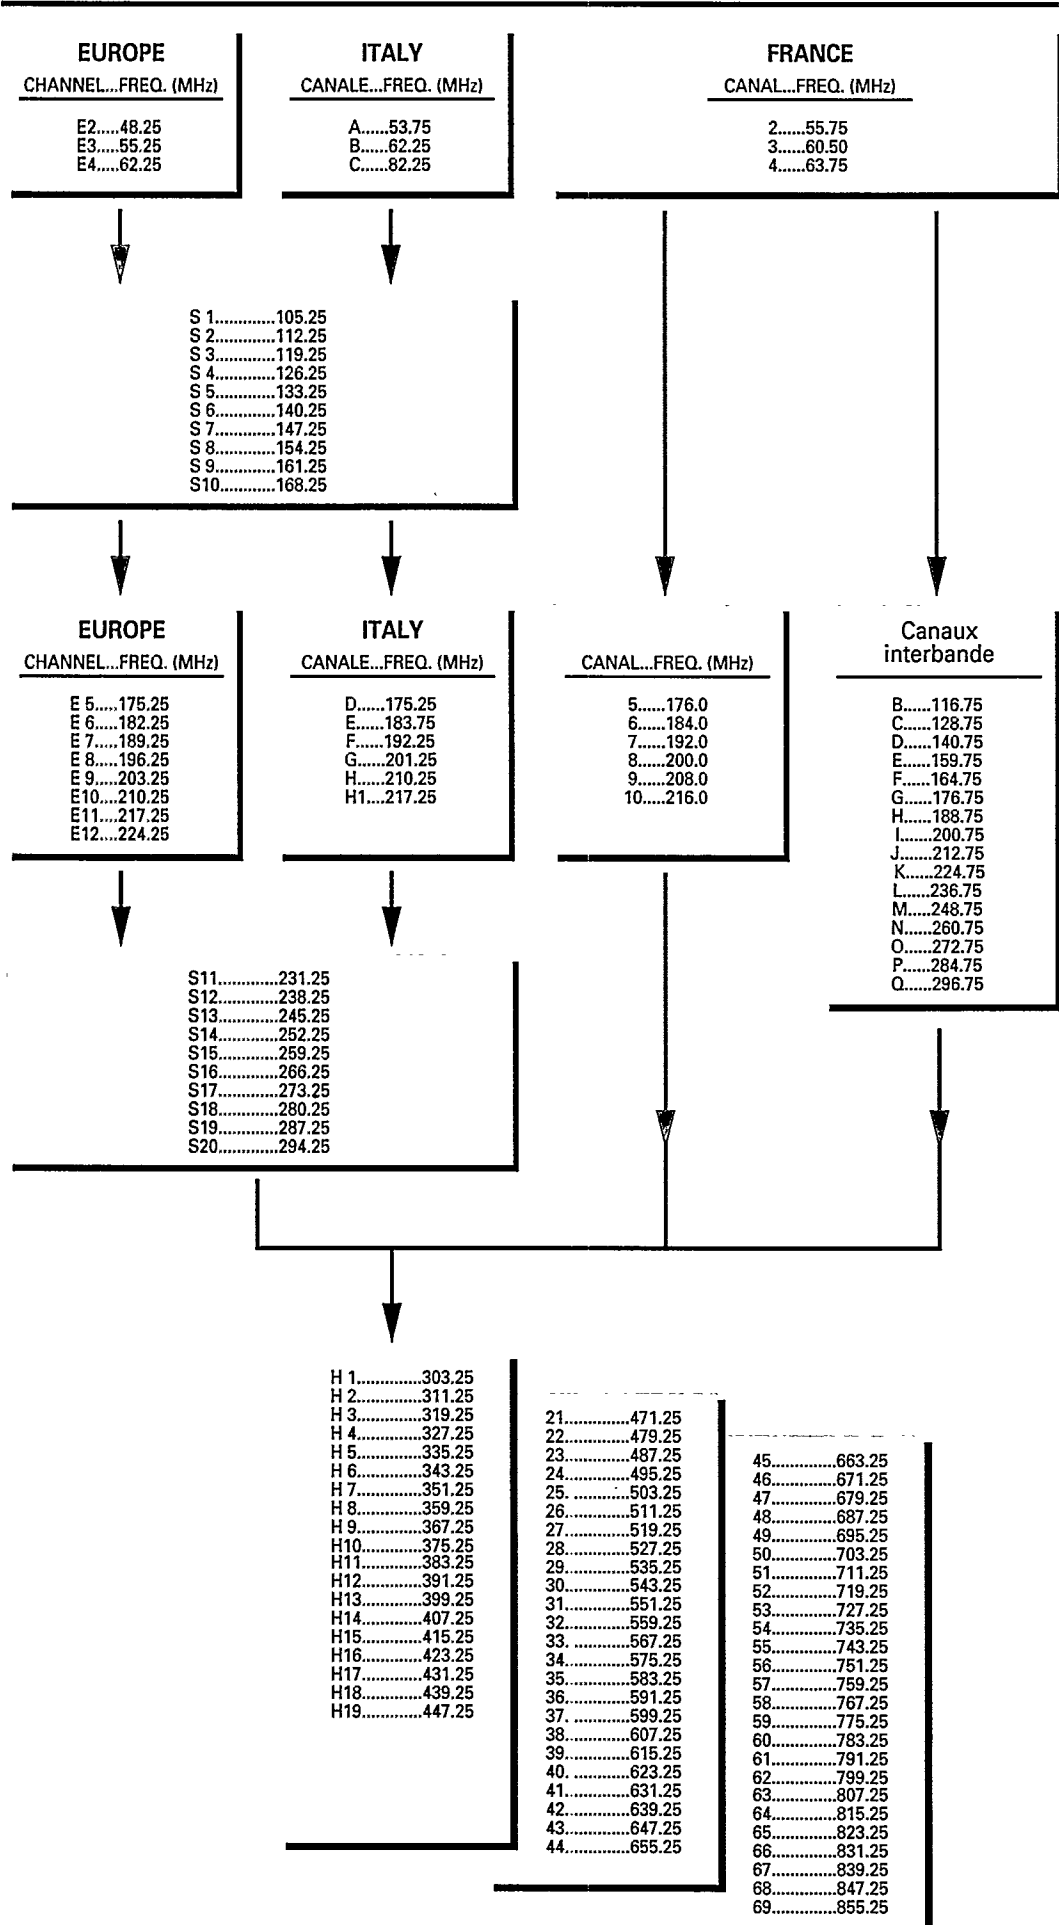 EUROPE
CHANNEL...FREQ. (MHz)
E2.....48.25
E3.....55.25
E4.....62.25
ITALY
CANALE...FREQ. (MHz)
A......53.75
B......62.25
C......82.25
FRANCE
CANAL...FREQ. (MHz)
2......55.75
3......60.50
4......63.75
S 1.............105.25
S 2.............112.25
S 3.............119.25
S 4.............126.25
S 5.............133.25
S 6.............140.25
S 7.............147.25
S 8.............154.25
S 9.............161.25
S10............168.25
EUROPE
CHANNEL...FREQ. (MHz)
E 5.....175.25
E 6.....182.25
E 7.....189.25
E 8.....196.25
E 9.....203.25
E10....210.25
E11....217.25
E12....224.25
ITALY
CANALE...FREQ. (MHz)
D......175.25
E......183.75
F......192.25
G......201.25
H......210.25
H1....217.25
CANAL...FREQ. (MHz)
5......176.0
6......184.0
7......192.0
8......200.0
9......208.0
10.....216.0
Canaux
interbande
B......116.75
C......128.75
D......140.75
E......159.75
F......164.75
G......176.75
H......188.75
I......200.75
J.......212.75
K......224.75
L......236.75
M.....248.75
N......260.75
O......272.75
P......284.75
Q......296.75
S11.............231.25
S12.............238.25
S13.............245.25
S14.............252.25
S15.............259.25
S16.............266.25
S17.............273.25
S18.............280.25
S19.............287.25
S20.............294.25
H 1..............303.25
H 2..............311.25
H 3..............319.25
H 4..............327.25
H 5..............335.25
H 6..............343.25
H 7..............351.25
H 8..............359.25
H 9..............367.25
H10.............375.25
H11.............383.25
H12.............391.25
H13.............399.25
H14.............407.25
H15.............415.25
H16.............423.25
H17.............431.25
H18.............439.25
H19.............447.25
21..............471.25
22..............479.25
23..............487.25
24..............495.25
25. ............503.25
26..............511.25
27..............519.25
28..............527.25
29..............535.25
30..............543.25
31..............551.25
32..............559.25
33. ............567.25
34..............575.25
35..............583.25
36..............591.25
37. ............599.25
38..............607.25
39..............615.25
40. ............623.25
41..............631.25
42..............639.25
43..............647.25
44..............655.25
45..............663.25
46..............671.25
47..............679.25
48..............687.25
49..............695.25
50..............703.25
51..............711.25
52..............719.25
53..............727.25
54..............735.25
55..............743.25
56..............751.25
57..............759.25
58..............767.25
59..............775.25
60..............783.25
61..............791.25
62..............799.25
63..............807.25
64..............815.25
65..............823.25
66..............831.25
67..............839.25
68..............847.25
69..............855.25